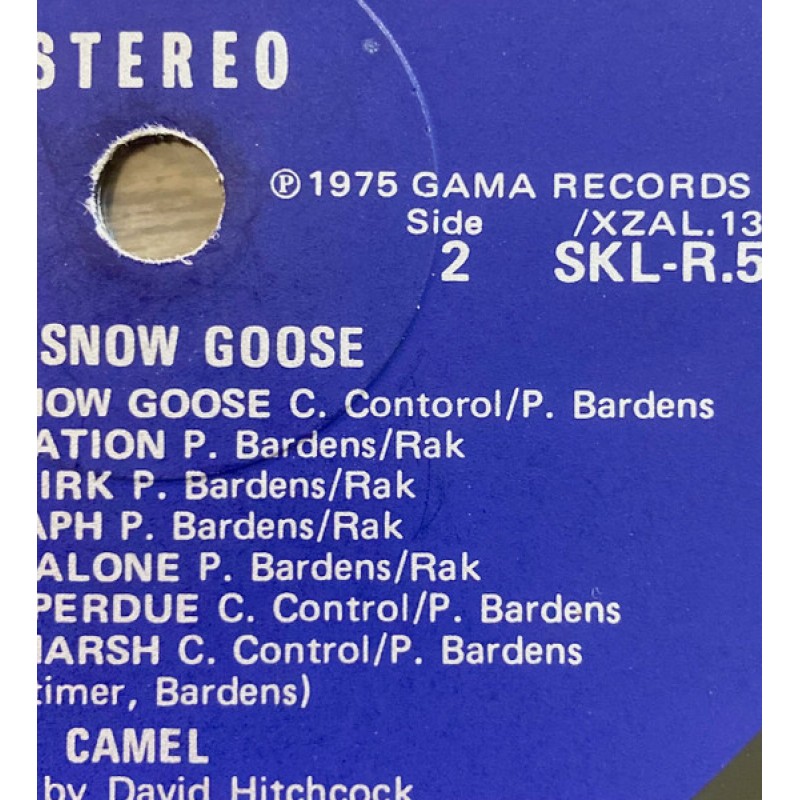 STEREO
Ⓟ 1975 GAMA RECORDS
Side /XZAL.13
2 SKL-R.5
SNOW GOOSE
OW GOOSE C. Contorol/P. Bardens
ATION P. Bardens/Rak
IRK P. Bardens/Rak
APH P. Bardens/Rak
ALONE P. Bardens/Rak
PERDUE C. Control/P. Bardens
MARSH C. Control/P. Bardens
timer, Bardens)
CAMEL
by David Hitchcock